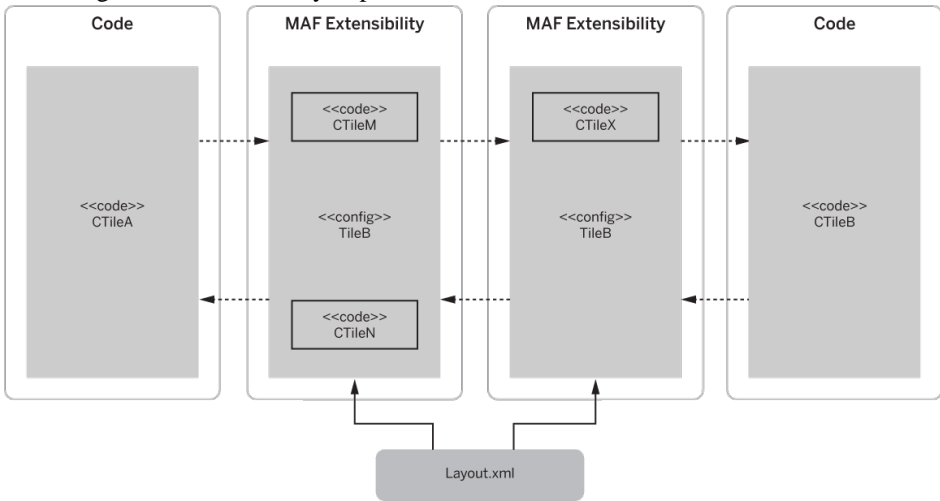 Code
MAF Extensibility
MAF Extensibility
Code
<<code>>
CTileA
<<code>>
CTileM
<<config>>
TileB
<<code>>
CTileN
<<code>>
CTileX
<<config>>
TileB
<<code>>
CTileB
Layout.xml